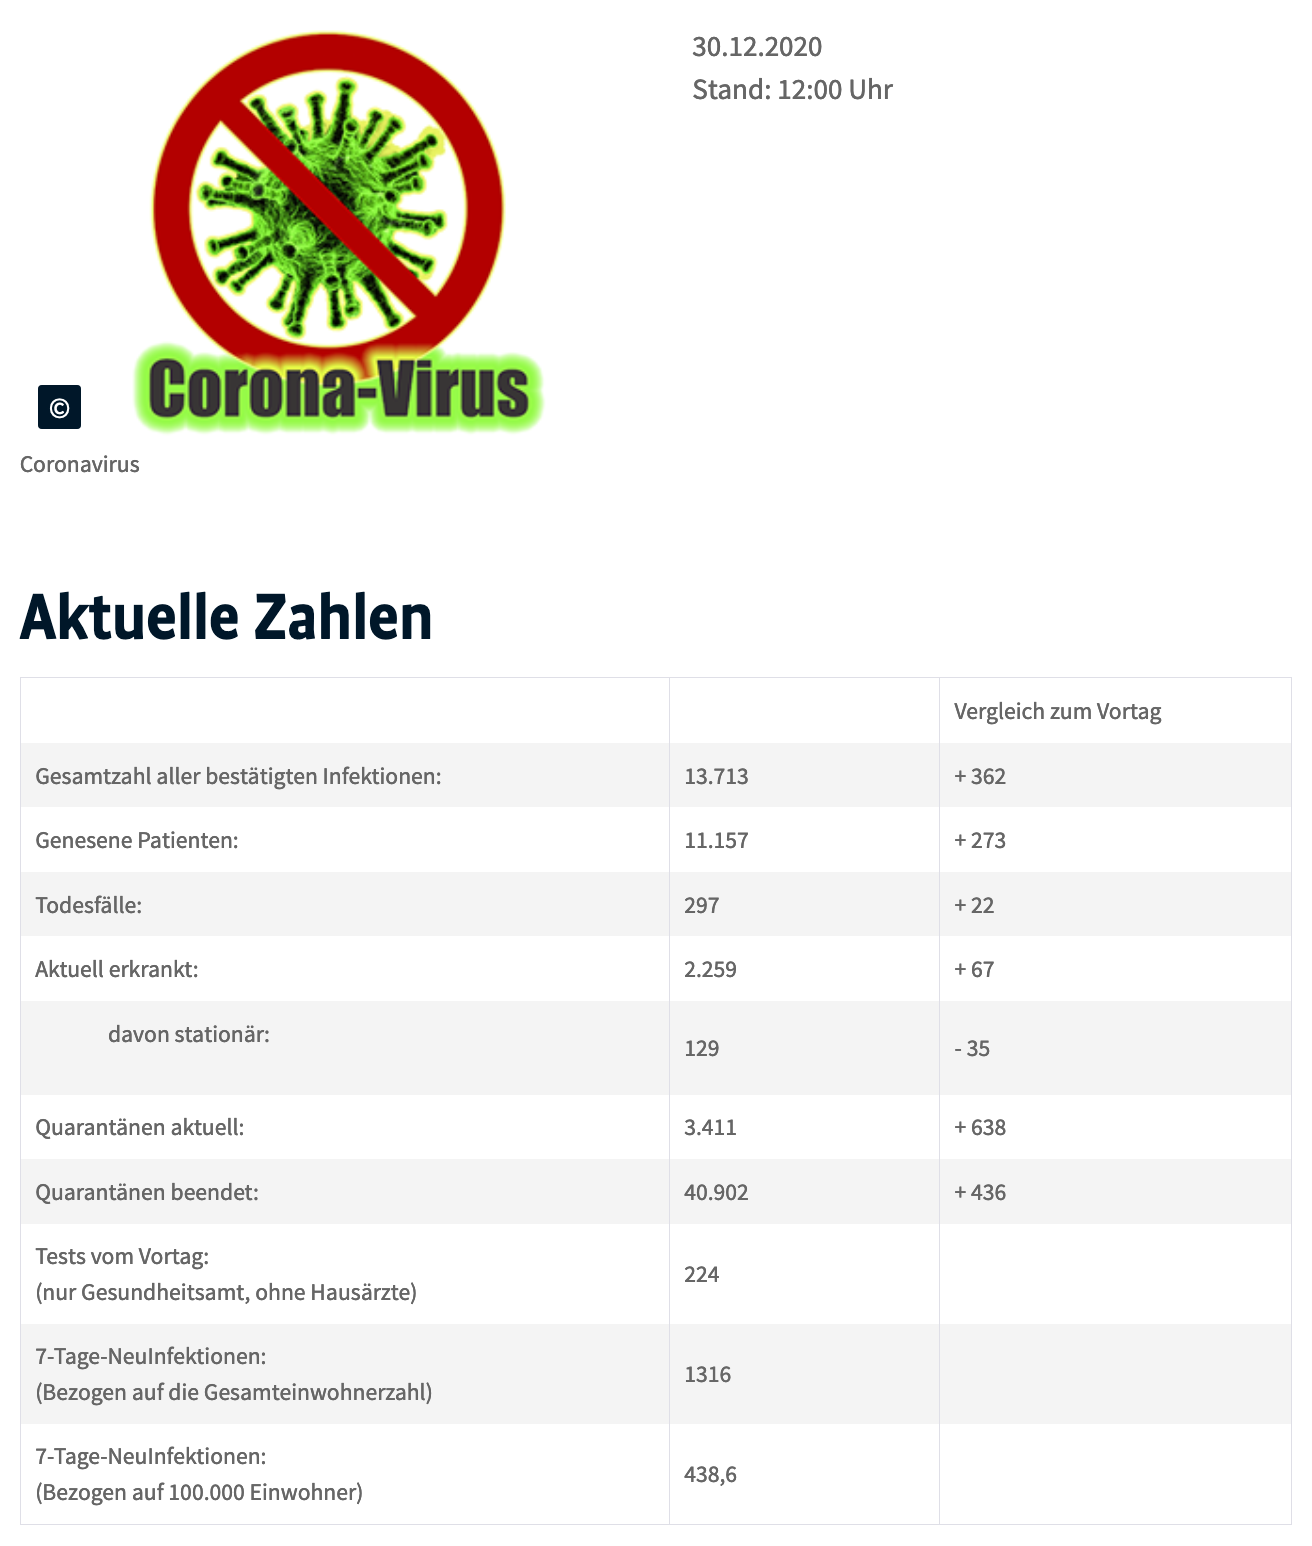 30.12.2020
Stand: 12:00 Uhr
Corona-Virus
©
Coronavirus
Aktuelle Zahlen
Vergleich zum Vortag
Gesamtzahl aller bestätigten Infektionen: 13.713 + 362
Genesene Patienten: 11.157 + 273
Todesfälle: 297 + 22
Aktuell erkrankt: 2.259 + 67
davon stationär: 129 - 35
Quarantänen aktuell: 3.411 + 638
Quarantänen beendet: 40.902 + 436
Tests vom Vortag:
(nur Gesundheitsamt, ohne Hausärzte) 224
7-Tage-NeuInfektionen:
(Bezogen auf die Gesamteinwohnerzahl) 1316
7-Tage-NeuInfektionen:
(Bezogen auf 100.000 Einwohner) 438,6